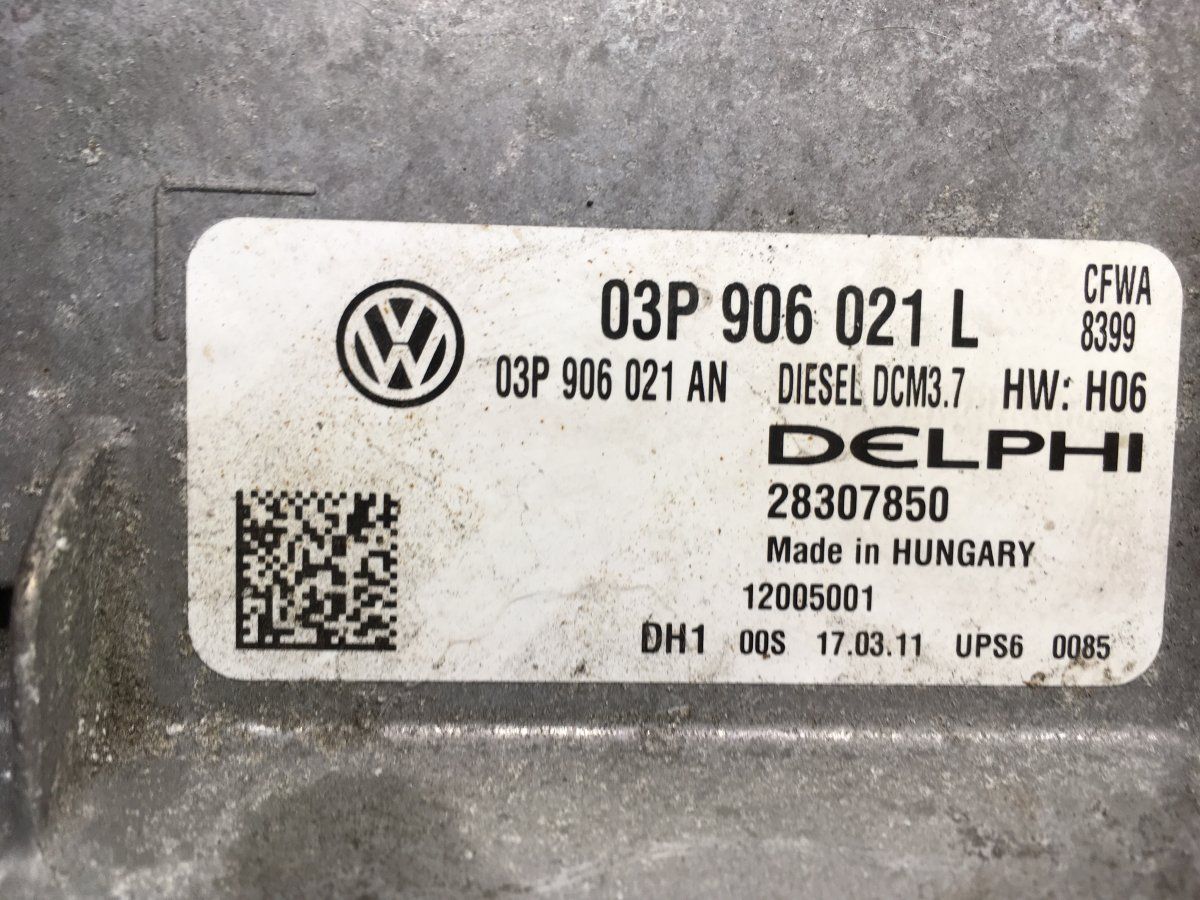 03P 906 021 L
CFWA
8399
03P 906 021 AN DIESEL DCM3.7 HW: H06
DELPHI
28307850
Made in HUNGARY
12005001
DH1 0QS 17.03.11 UPS6 0085